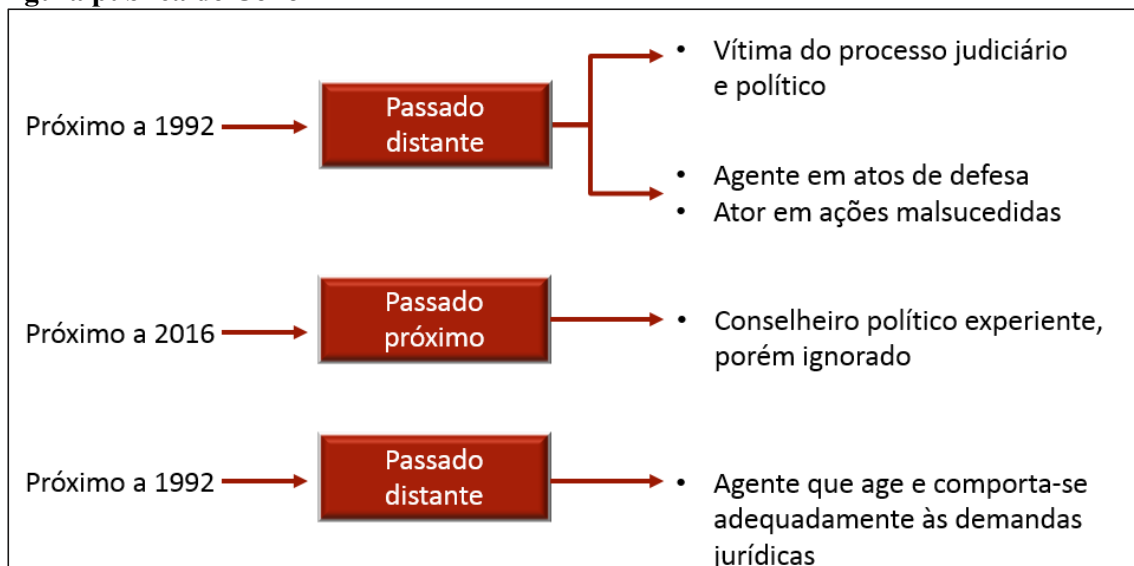 Próximo a 1992
Passado
distante
• Vítima do processo judiciário
e político
• Agente em atos de defesa
• Ator em ações malsucedidas
Próximo a 2016
Passado
próximo
• Conselheiro político experiente,
porém ignorado
Próximo a 1992
Passado
distante
• Agente que age e comporta-se
adequadamente às demandas
jurídicas